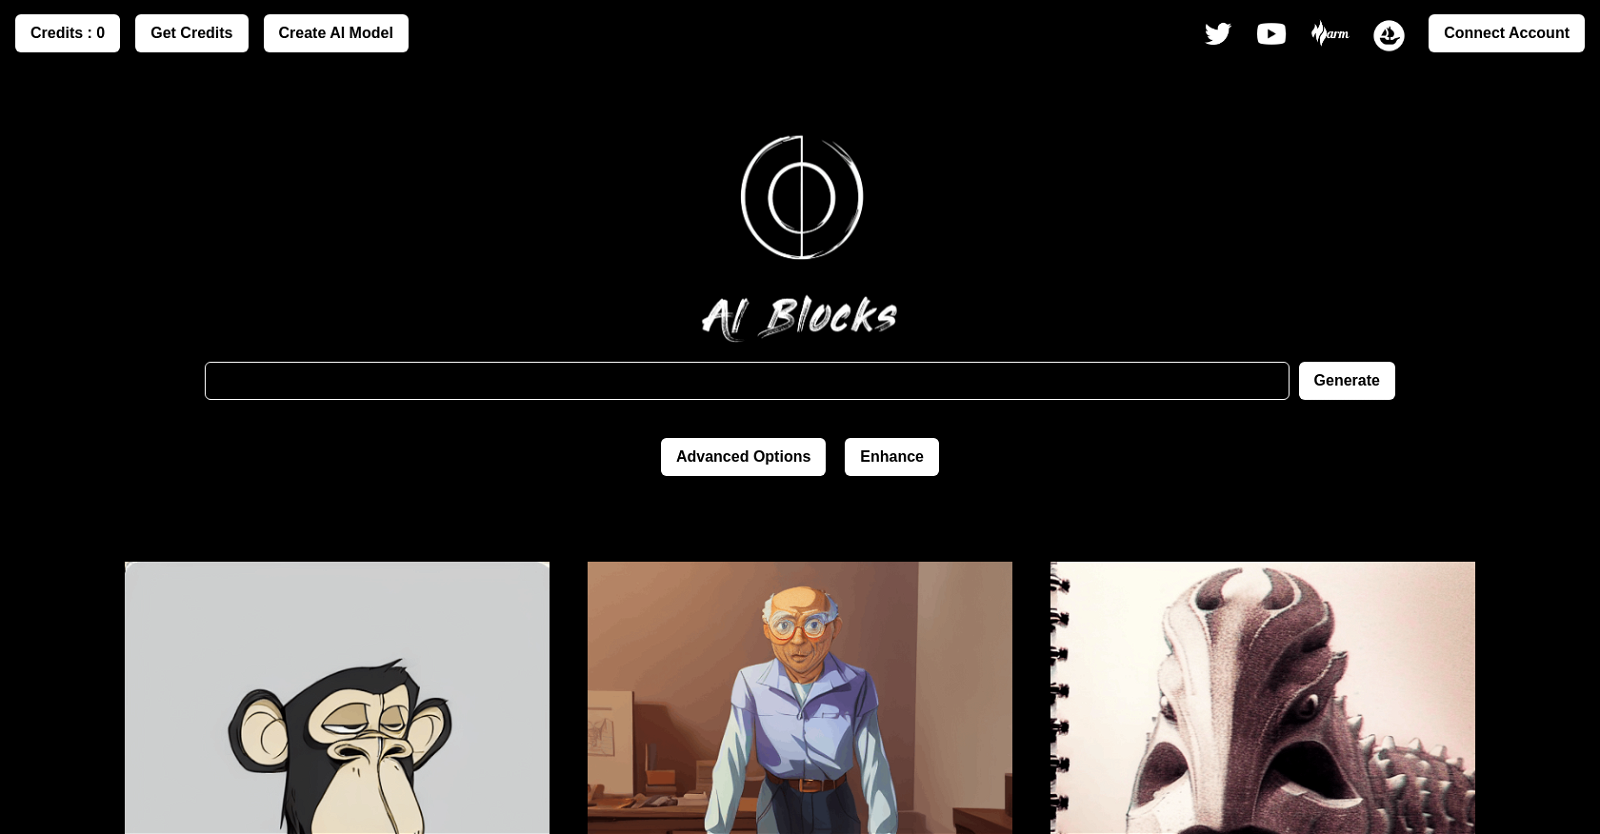 Credits : 0
Get Credits
Create AI Model
arm
Connect Account
AI Blocks
Generate
Advanced Options
Enhance